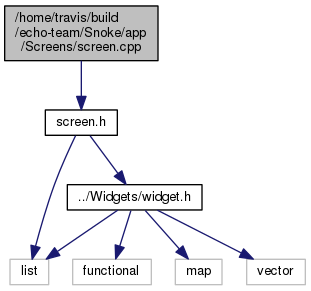 /home/travis/build
/echo-team/Snoke/app
/Screens/screen.cpp
screen.h
../Widgets/widget.h
list
functional
map
vector